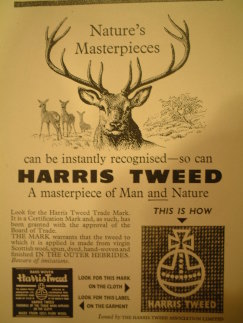 Nature's
Masterpieces
can be instantly recognised—so can
HARRIS TWEED
A masterpiece of Man and Nature
Look for the Harris Tweed Trade Mark.
It is a Certification Mark and, as such, has
been granted with the approval of the
Board of Trade.
THE MARK warrants that the tweed to
which it is applied is made from virgin
Scottish wool, spun, dyed, hand-woven and
finished IN THE OUTER HEBRIDES.
Beware of imitations.
THIS IS HOW
Harris Tweed
LOOK FOR THIS MARK
ON THE CLOTH
LOOK FOR THIS LABEL
ON THE GARMENT
HARRIS TWEED
Issued by THE HARRIS TWEED ASSOCIATION LIMITED